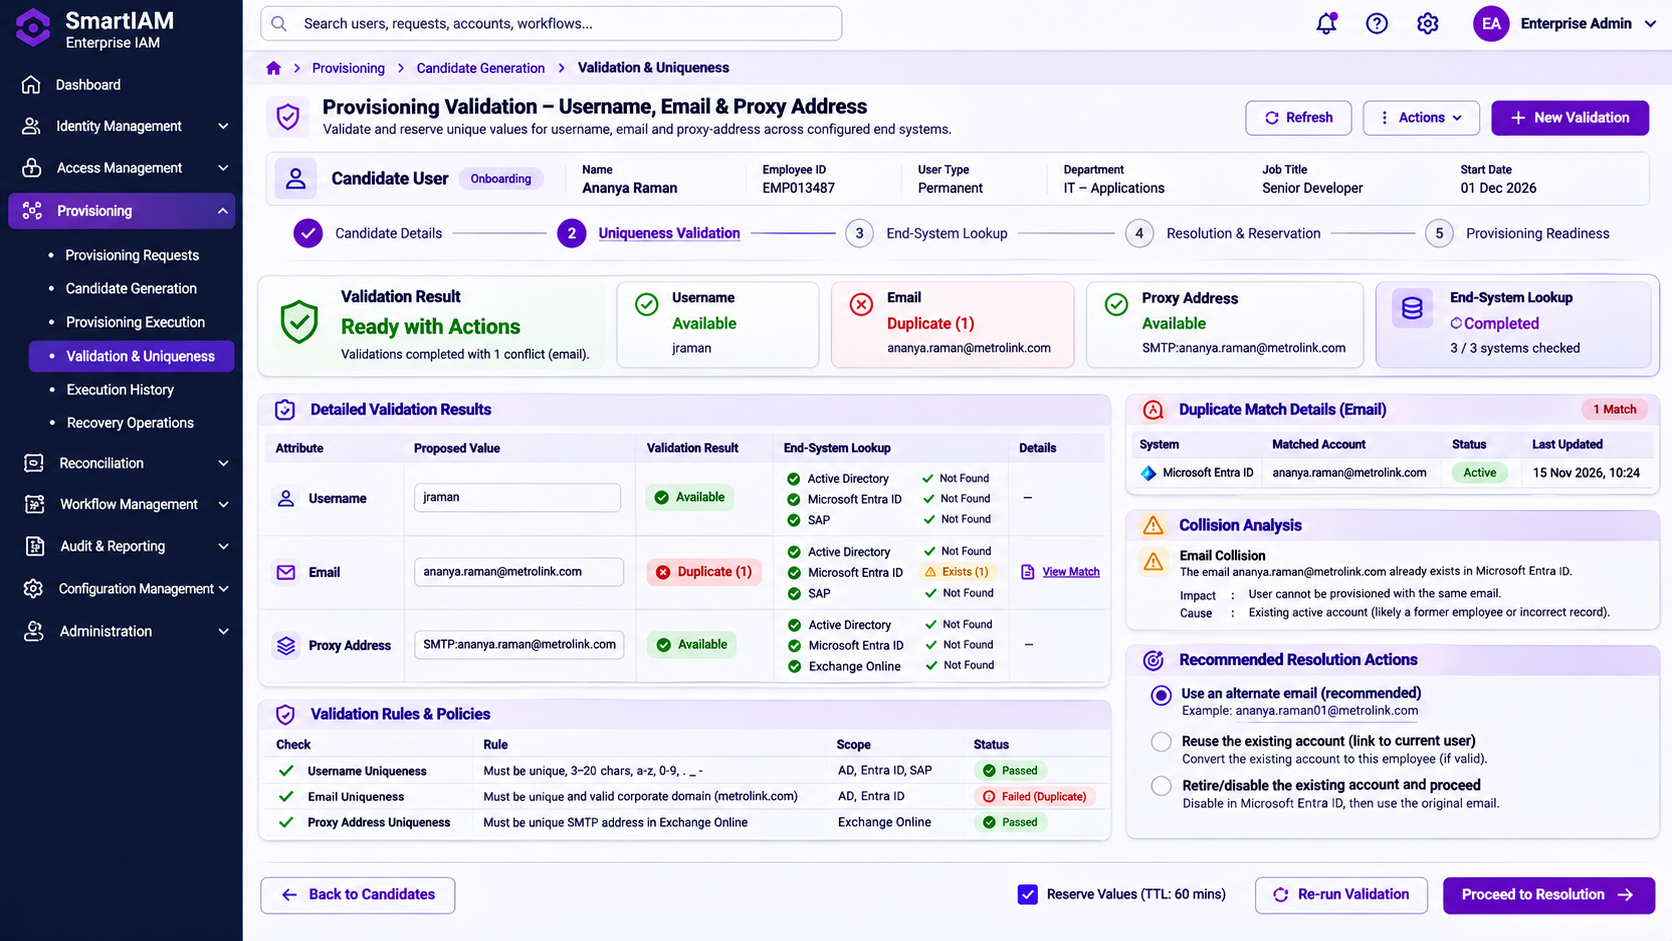 SmartIAM
Enterprise IAM
Dashboard
Identity Management
Access Management
Provisioning
Provisioning Requests
Candidate Generation
Provisioning Execution
Validation & Uniqueness
Execution History
Recovery Operations
Reconciliation
Workflow Management
Audit & Reporting
Configuration Management
Administration
Search users, requests, accounts, workflows...
EA
Enterprise Admin
Provisioning > Candidate Generation > Validation & Uniqueness
Provisioning Validation – Username, Email & Proxy Address
Validate and reserve unique values for username, email and proxy-address across configured end systems.
Refresh
Actions
New Validation
Candidate User
Onboarding
Name
Ananya Raman
Employee ID
EMP013487
User Type
Permanent
Department
IT – Applications
Job Title
Senior Developer
Start Date
01 Dec 2026
Candidate Details
2 Uniqueness Validation
3 End-System Lookup
4 Resolution & Reservation
5 Provisioning Readiness
Validation Result
Ready with Actions
Validations completed with 1 conflict (email).
Username
Available
jraman
Email
Duplicate (1)
ananya.raman@metrolink.com
Proxy Address
Available
SMTP:ananya.raman@metrolink.com
End-System Lookup
Completed
3 / 3 systems checked
Detailed Validation Results
Attribute Proposed Value Validation Result End-System Lookup Details
Username jraman Available
Active Directory Not Found
Microsoft Entra ID Not Found
SAP Not Found
–
Email ananya.raman@metrolink.com Duplicate (1)
Active Directory Not Found
Microsoft Entra ID Exists (1)
SAP Not Found
View Match
Proxy Address SMTP:ananya.raman@metrolink.com Available
Active Directory Not Found
Microsoft Entra ID Not Found
Exchange Online Not Found
–
Validation Rules & Policies
Check Rule Scope Status
Username Uniqueness Must be unique, 3–20 chars, a-z, 0-9, . _ - AD, Entra ID, SAP Passed
Email Uniqueness Must be unique and valid corporate domain (metrolink.com) AD, Entra ID Failed (Duplicate)
Proxy Address Uniqueness Must be unique SMTP address in Exchange Online Exchange Online Passed
Duplicate Match Details (Email)
1 Match
System Matched Account Status Last Updated
Microsoft Entra ID ananya.raman@metrolink.com Active 15 Nov 2026, 10:24
Collision Analysis
Email Collision
The email ananya.raman@metrolink.com already exists in Microsoft Entra ID.
Impact : User cannot be provisioned with the same email.
Cause : Existing active account (likely a former employee or incorrect record).
Recommended Resolution Actions
Use an alternate email (recommended)
Example: ananya.raman01@metrolink.com
Reuse the existing account (link to current user)
Convert the existing account to this employee (if valid).
Retire/disable the existing account and proceed
Disable in Microsoft Entra ID, then use the original email.
Back to Candidates
Reserve Values (TTL: 60 mins)
Re-run Validation
Proceed to Resolution